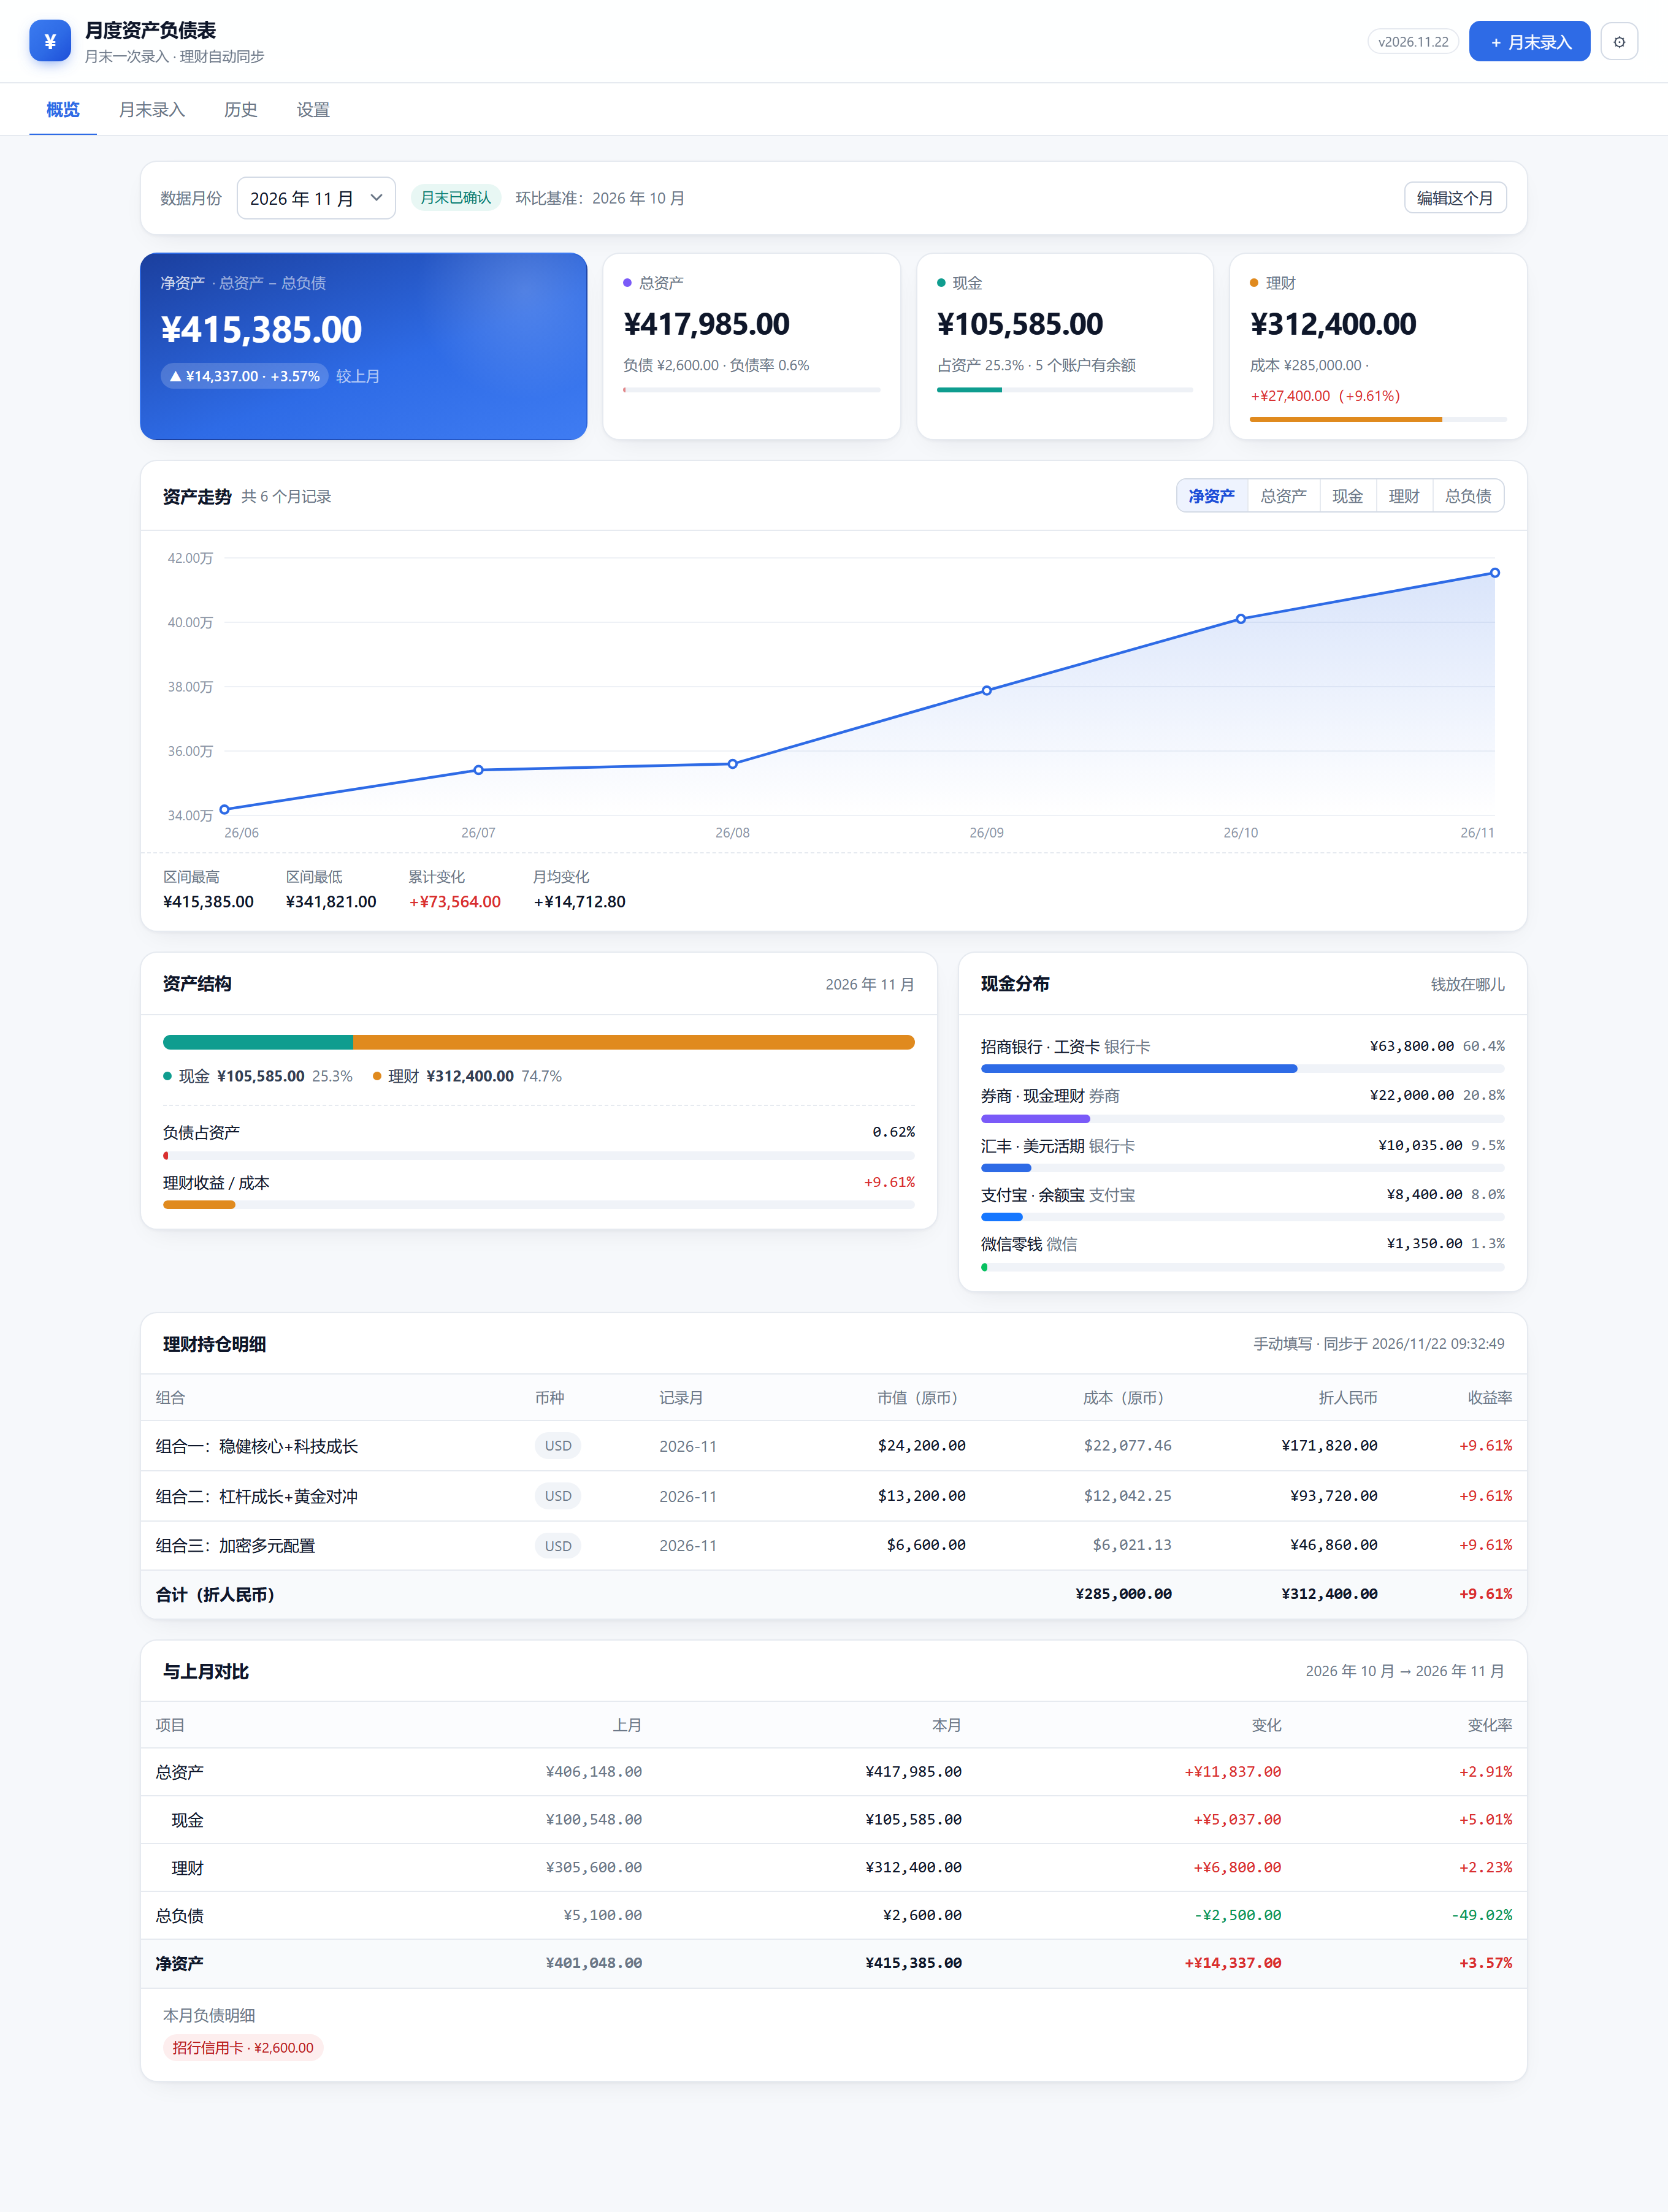 ¥
月度资产负债表
月末一次录入 · 理财自动同步
v2026.11.22
+ 月末录入
概览 月末录入 历史 设置
数据月份 2026 年 11 月 月末已确认 环比基准：2026 年 10 月 编辑这个月
净资产 · 总资产 − 总负债
¥415,385.00
▲ ¥14,337.00 · +3.57% 较上月
总资产
¥417,985.00
负债 ¥2,600.00 · 负债率 0.6%
现金
¥105,585.00
占资产 25.3% · 5 个账户有余额
理财
¥312,400.00
成本 ¥285,000.00 ·
+¥27,400.00（+9.61%）
资产走势 共 6 个月记录
净资产 总资产 现金 理财 总负债
42.00万
40.00万
38.00万
36.00万
34.00万
26/06 26/07 26/08 26/09 26/10 26/11
区间最高 区间最低 累计变化 月均变化
¥415,385.00 ¥341,821.00 +¥73,564.00 +¥14,712.80
资产结构 2026 年 11 月
现金 ¥105,585.00 25.3% 理财 ¥312,400.00 74.7%
负债占资产 0.62%
理财收益 / 成本 +9.61%
现金分布 钱放在哪儿
招商银行 · 工资卡 银行卡 ¥63,800.00 60.4%
券商 · 现金理财 券商 ¥22,000.00 20.8%
汇丰 · 美元活期 银行卡 ¥10,035.00 9.5%
支付宝 · 余额宝 支付宝 ¥8,400.00 8.0%
微信零钱 微信 ¥1,350.00 1.3%
理财持仓明细 手动填写 · 同步于 2026/11/22 09:32:49
组合 币种 记录月 市值（原币） 成本（原币） 折人民币 收益率
组合一：稳健核心+科技成长 USD 2026-11 $24,200.00 $22,077.46 ¥171,820.00 +9.61%
组合二：杠杆成长+黄金对冲 USD 2026-11 $13,200.00 $12,042.25 ¥93,720.00 +9.61%
组合三：加密多元配置 USD 2026-11 $6,600.00 $6,021.13 ¥46,860.00 +9.61%
合计（折人民币） ¥285,000.00 ¥312,400.00 +9.61%
与上月对比 2026 年 10 月 → 2026 年 11 月
项目 上月 本月 变化 变化率
总资产 ¥406,148.00 ¥417,985.00 +¥11,837.00 +2.91%
现金 ¥100,548.00 ¥105,585.00 +¥5,037.00 +5.01%
理财 ¥305,600.00 ¥312,400.00 +¥6,800.00 +2.23%
总负债 ¥5,100.00 ¥2,600.00 -¥2,500.00 -49.02%
净资产 ¥401,048.00 ¥415,385.00 +¥14,337.00 +3.57%
本月负债明细
招行信用卡 · ¥2,600.00